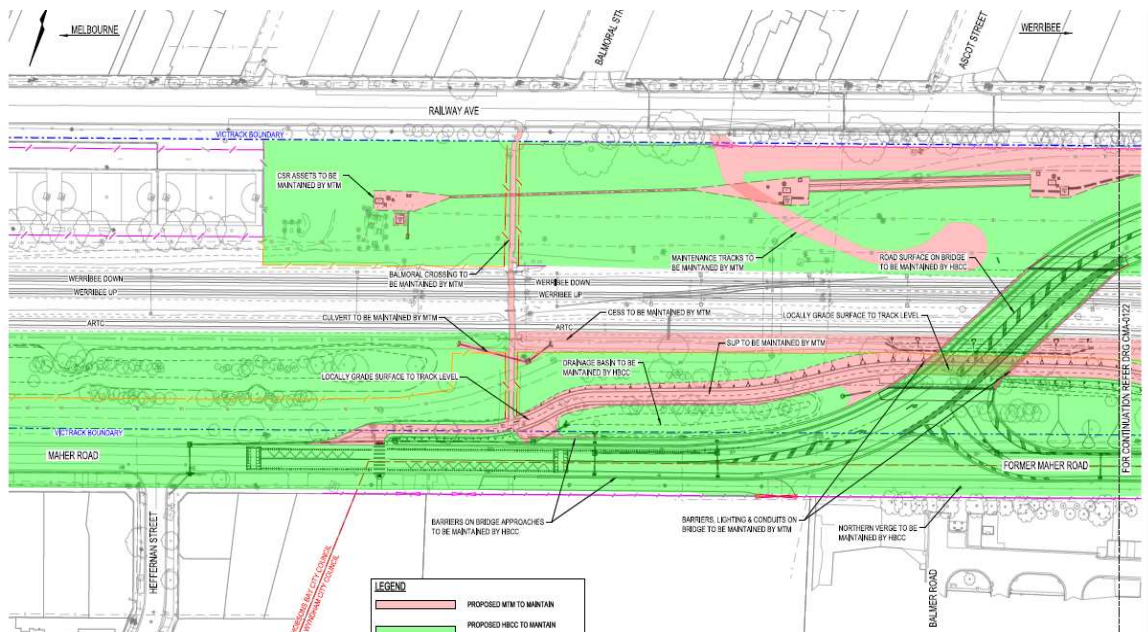 MELBOURNE
BALMORAL STR
ASCOT STREET
WERRIBEE
RAILWAY AVE
VICTRACK BOUNDARY
CSR ASSETS TO BE
MAINTAINED BY MTM
BALMORAL CROSSING TO
BE MAINTAINED BY MTM
MAINTENANCE TRACKS TO
BE MAINTAINED BY MTM
ROAD SURFACE ON BRIDGE
TO BE MAINTAINED BY HBCC
WERRIBEE DOWN
WERRIBEE UP
WERRIBEE DOWN
WERRIBEE UP
ARTC
CULVERT TO BE MAINTAINED BY MTM
CESS TO BE MAINTAINED BY MTM
LOCALLY GRADE SURFACE TO TRACK LEVEL
ARTC
SUP TO BE MAINTAINED BY MTM
DRAINAGE BASIN TO BE
MAINTAINED BY HBCC
LOCALLY GRADE SURFACE TO TRACK LEVEL
VICTRACK BOUNDARY
MAHER ROAD
FORMER MAHER ROAD
FOR CONTINUATION REFER DRG CMA-0122
HEFFERNAN STREET
BARRIERS ON BRIDGE APPROACHES
TO BE MAINTAINED BY HBCC
BARRIERS, LIGHTING & CONDUITS ON
BRIDGE TO BE MAINTAINED BY MTM
NORTHERN VERGE TO BE
MAINTAINED BY HBCC
BALMER ROAD
HOBSONS BAY CITY COUNCIL
WYNDHAM CITY COUNCIL
LEGEND
PROPOSED MTM TO MAINTAIN
PROPOSED HBCC TO MANTAIN